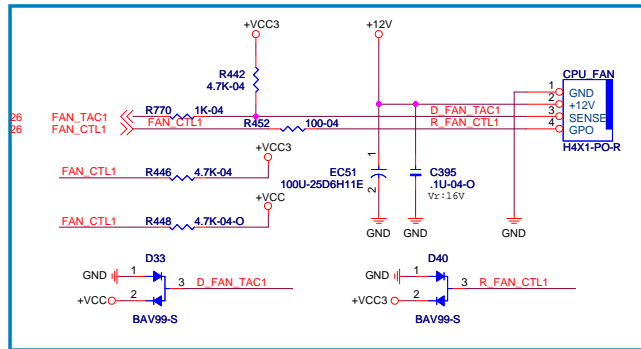 +VCC3
+12V
R442
4.7K-04
CPU_FAN
1 GND
2 +12V
3 SENSE
4 GPO
H4X1-PO-R
26 FAN_TAC1 R770 1K-04 D_FAN_TAC1
26 FAN_CTL1 FAN_CTL1 R452 100-04 R_FAN_CTL1
+VCC3
FAN_CTL1 R446 4.7K-04
+VCC
FAN_CTL1 R448 4.7K-04-O
1
EC51
100U-25D6H11E
2
C395
.1U-04-O
Vr:16V
GND GND GND
D33
GND 1
3 D_FAN_TAC1
+VCC 2
BAV99-S
D40
GND 1
3 R_FAN_CTL1
+VCC3 2
BAV99-S